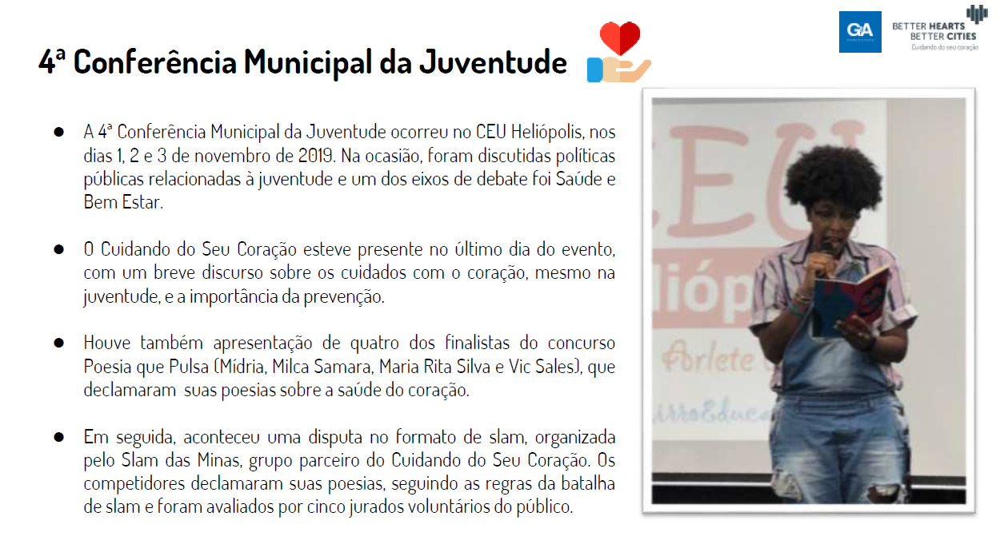 GA
BETTER HEARTS
BETTER CITIES
Cuidando do seu coração
4ª Conferência Municipal da Juventude
● A 4ª Conferência Municipal da Juventude ocorreu no CEU Heliópolis, nos
dias 1, 2 e 3 de novembro de 2019. Na ocasião, foram discutidas políticas
públicas relacionadas à juventude e um dos eixos de debate foi Saúde e
Bem Estar.
● O Cuidando do Seu Coração esteve presente no último dia do evento,
com um breve discurso sobre os cuidados com o coração, mesmo na
juventude, e a importância da prevenção.
● Houve também apresentação de quatro dos finalistas do concurso
Poesia que Pulsa (Mídria, Milca Samara, Maria Rita Silva e Vic Sales), que
declamaram suas poesias sobre a saúde do coração.
● Em seguida, aconteceu uma disputa no formato de slam, organizada
pelo Slam das Minas, grupo parceiro do Cuidando do Seu Coração. Os
competidores declamaram suas poesias, seguindo as regras da batalha
de slam e foram avaliados por cinco jurados voluntários do público.
CEU
lióp
Arlete
irroEduca